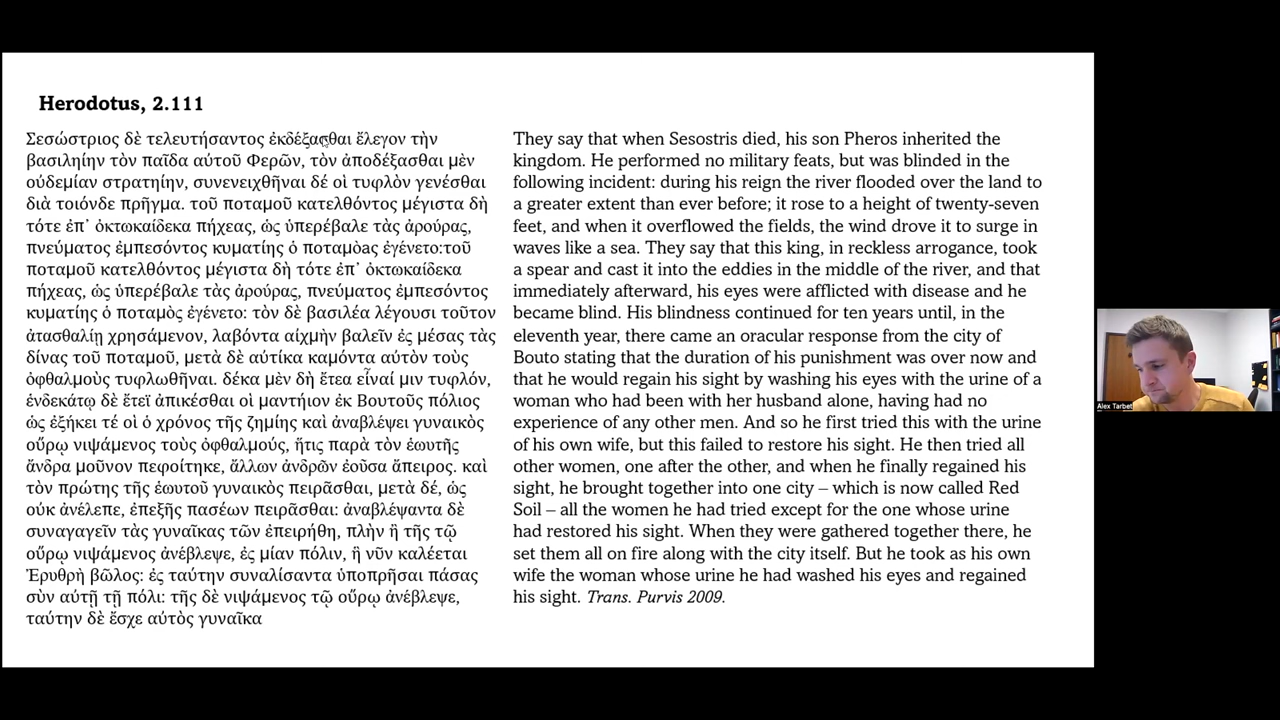 Herodotus, 2.111
Σεσώστριος δὲ τελευτήσαντος ἐκδέξασθαι ἔλεγον τὴν
βασιληίην τὸν παῖδα αὐτοῦ Φερῶν, τὸν ἀποδέξασθαι μὲν
οὐδεμίαν στρατηίην, συνενειχθῆναι δέ οἱ τυφλὸν γενέσθαι
διὰ τοιόνδε πρῆγμα. τοῦ ποταμοῦ κατελθόντος μέγιστα δὴ
τότε ἐπ’ ὀκτωκαίδεκα πήχεας, ὡς ὑπερέβαλε τὰς ἀρούρας,
πνεύματος ἐμπεσόντος κυματίης ὁ ποταμὸας ἐγένετο:τοῦ
ποταμοῦ κατελθόντος μέγιστα δὴ τότε ἐπ’ ὀκτωκαίδεκα
πήχεας, ὡς ὑπερέβαλε τὰς ἀρούρας, πνεύματος ἐμπεσόντος
κυματίης ὁ ποταμὸς ἐγένετο: τὸν δὲ βασιλέα λέγουσι τοῦτον
ἀτασθαλίῃ χρησάμενον, λαβόντα αἰχμὴν βαλεῖν ἐς μέσας τὰς
δίνας τοῦ ποταμοῦ, μετὰ δὲ αὐτίκα καμόντα αὐτὸν τοὺς
ὀφθαλμοὺς τυφλωθῆναι. δέκα μὲν δὴ ἔτεα εἶναί μιν τυφλόν,
ἑνδεκάτῳ δὲ ἔτεϊ ἀπικέσθαι οἱ μαντήιον ἐκ Βουτοῦς πόλιος
ὡς ἐξήκει τέ οἱ ὁ χρόνος τῆς ζημίης καὶ ἀναβλέψει γυναικὸς
οὔρῳ νιψάμενος τοὺς ὀφθαλμούς, ἥτις παρὰ τὸν ἑωυτῆς
ἄνδρα μοῦνον πεφοίτηκε, ἄλλων ἀνδρῶν ἐοῦσα ἄπειρος. καὶ
τὸν πρώτης τῆς ἑωυτοῦ γυναικὸς πειρᾶσθαι, μετὰ δέ, ὡς
οὐκ ἀνέλεπε, ἐπεξῆς πασέων πειρᾶσθαι: ἀναβλέψαντα δὲ
συναγαγεῖν τὰς γυναῖκας τῶν ἐπειρήθη, πλὴν ἢ τῆς τῷ
οὔρῳ νιψάμενος ἀνέβλεψε, ἐς μίαν πόλιν, ἣ νῦν καλέεται
Ἐρυθρὴ βῶλος: ἐς ταύτην συναλίσαντα ὑποπρῆσαι πάσας
σὺν αὐτῇ τῇ πόλι: τῆς δὲ νιψάμενος τῷ οὔρῳ ἀνέβλεψε,
ταύτην δὲ ἔσχε αὐτὸς γυναῖκα
They say that when Sesostris died, his son Pheros inherited the
kingdom. He performed no military feats, but was blinded in the
following incident: during his reign the river flooded over the land to
a greater extent than ever before; it rose to a height of twenty-seven
feet, and when it overflowed the fields, the wind drove it to surge in
waves like a sea. They say that this king, in reckless arrogance, took
a spear and cast it into the eddies in the middle of the river, and that
immediately afterward, his eyes were afflicted with disease and he
became blind. His blindness continued for ten years until, in the
eleventh year, there came an oracular response from the city of
Bouto stating that the duration of his punishment was over now and
that he would regain his sight by washing his eyes with the urine of a
woman who had been with her husband alone, having had no
experience of any other men. And so he first tried this with the urine
of his own wife, but this failed to restore his sight. He then tried all
other women, one after the other, and when he finally regained his
sight, he brought together into one city – which is now called Red
Soil – all the women he had tried except for the one whose urine
had restored his sight. When they were gathered together there, he
set them all on fire along with the city itself. But he took as his own
wife the woman whose urine he had washed his eyes and regained
his sight. Trans. Purvis 2009.
Alex Tarbet